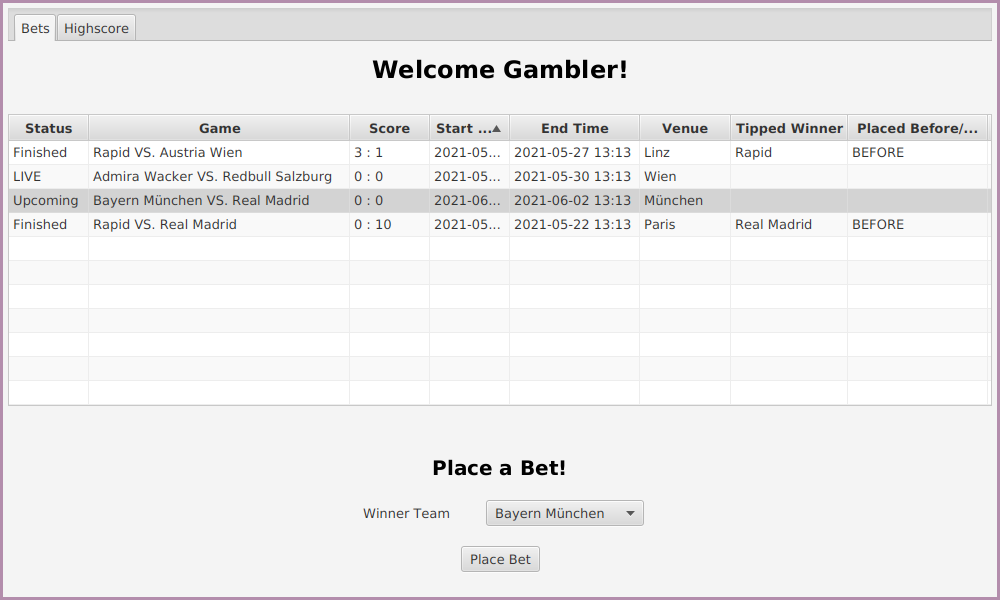 Bets Highscore
Welcome Gambler!
Status Game Score Start ... End Time Venue Tipped Winner Placed Before/...
Finished Rapid VS. Austria Wien 3 : 1 2021-05... 2021-05-27 13:13 Linz Rapid BEFORE
LIVE Admira Wacker VS. Redbull Salzburg 0 : 0 2021-05... 2021-05-30 13:13 Wien
Upcoming Bayern München VS. Real Madrid 0 : 0 2021-06... 2021-06-02 13:13 München
Finished Rapid VS. Real Madrid 0 : 10 2021-05... 2021-05-22 13:13 Paris Real Madrid BEFORE
Place a Bet!
Winner Team Bayern München
Place Bet